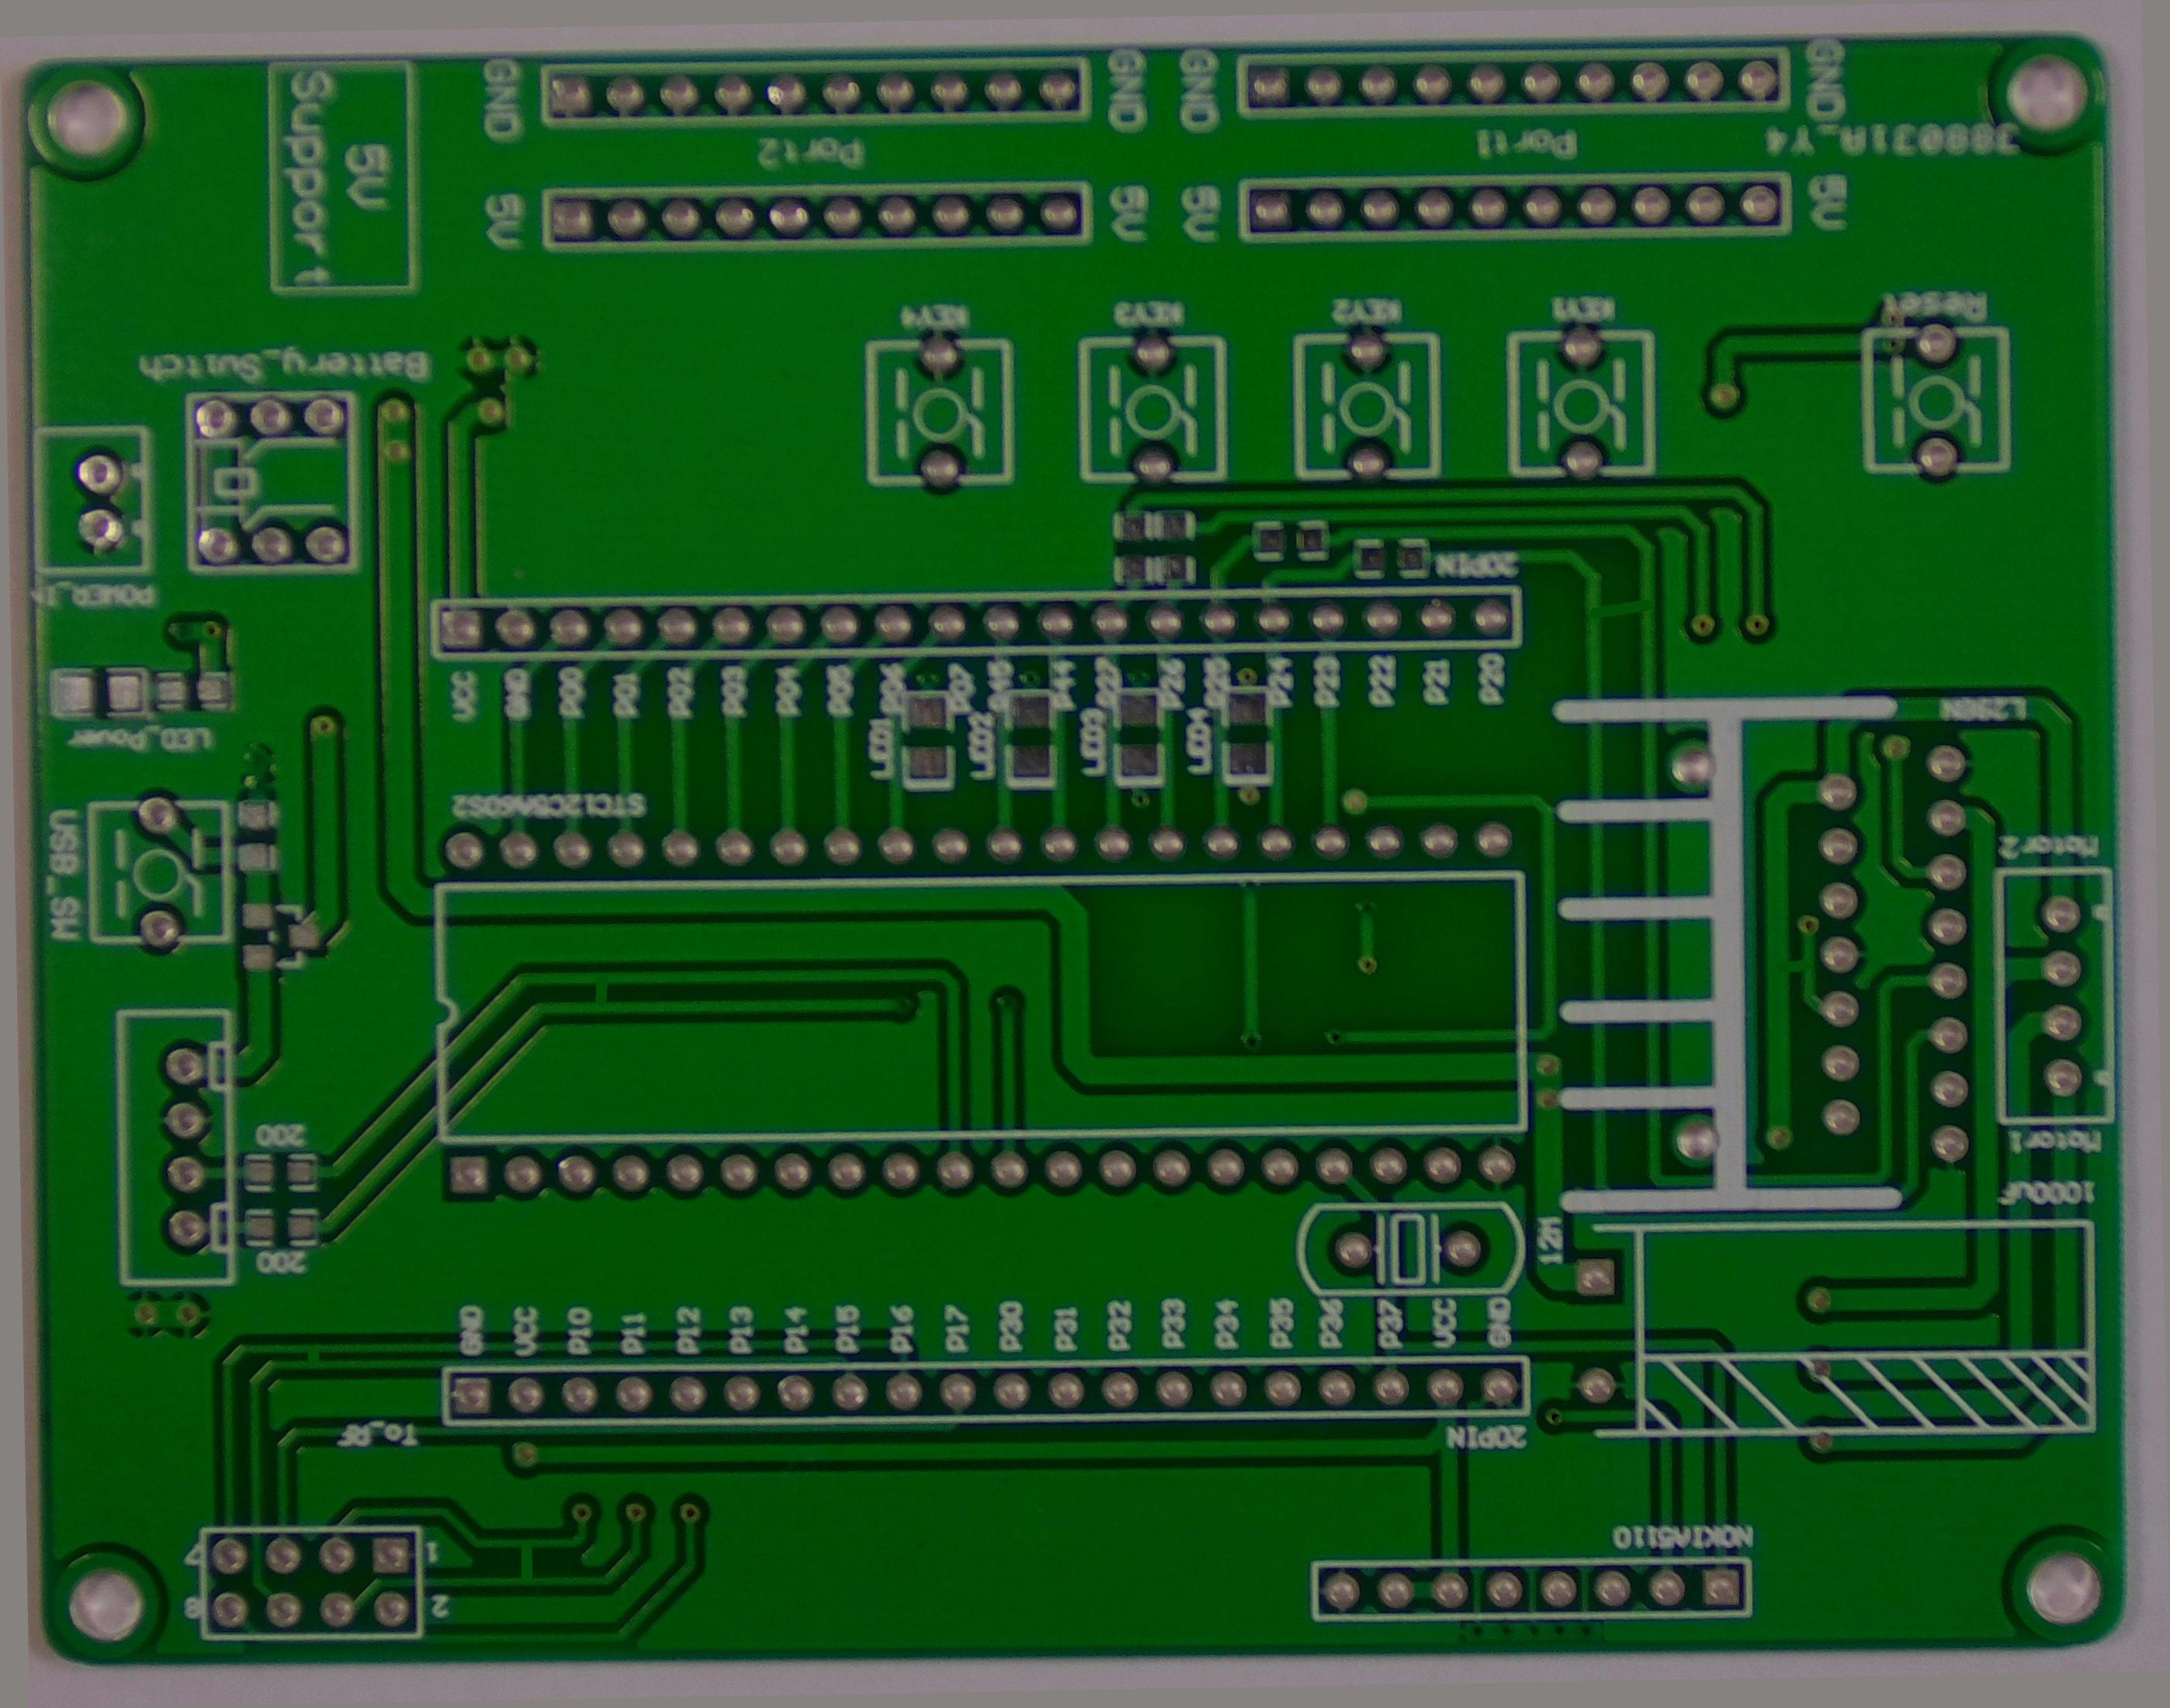 GND
GND
GND
GND
Support
5V
Port2
Port1
388031A_Y4
5V
5V
5V
5V
KEY4
KEY3
KEY2
KEY1
Reset
Battery_Switch
20PIN
VCC
GND
P00
P01
P02
P03
P04
P05
P06
P07
P44
P27
P26
P25
P24
P23
P22
P21
P20
LED_Power
LED1
LED2
LED3
LED4
L298N
STC12C5A60S2
USB_SW
Motor2
Motor1
200
200
1000uF
12M
GND
VCC
P10
P11
P12
P13
P14
P15
P16
P17
P30
P31
P32
P33
P34
P35
P36
P37
VCC
GND
To_RF
20PIN
NOKIA5110
7
1
8
2